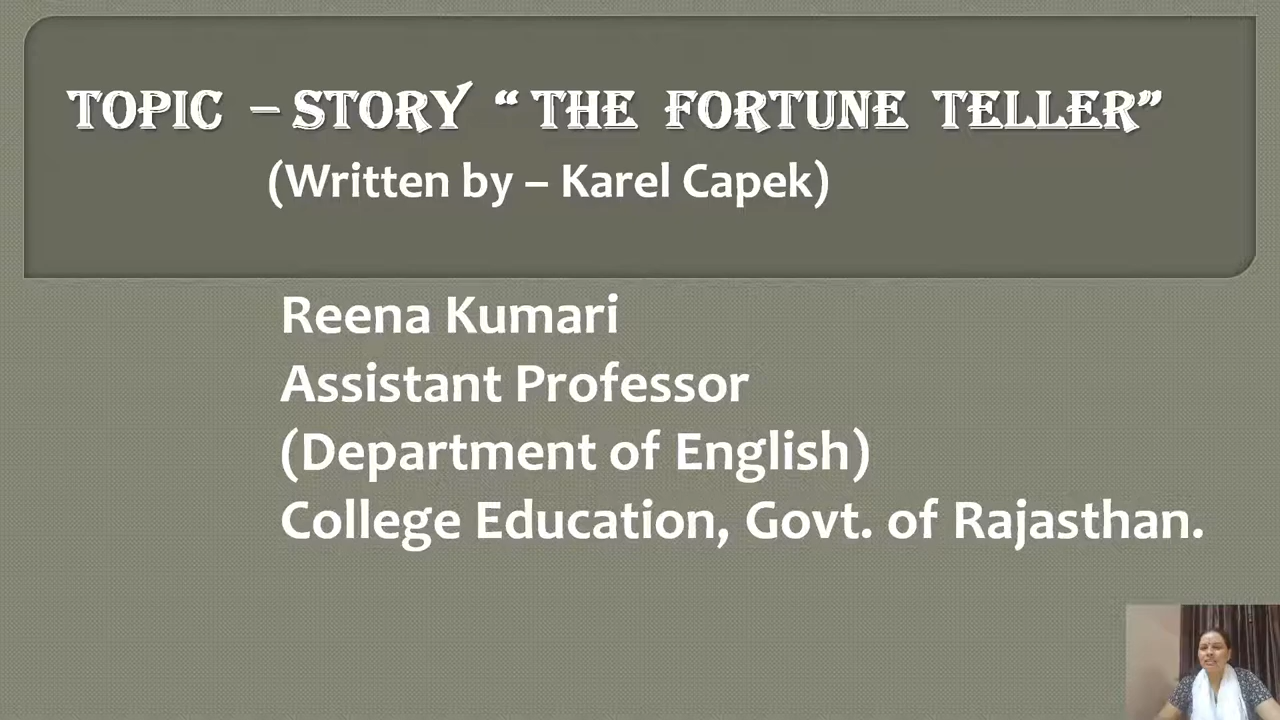 TOPIC – STORY “ THE FORTUNE TELLER”
(Written by – Karel Capek)
Reena Kumari
Assistant Professor
(Department of English)
College Education, Govt. of Rajasthan.